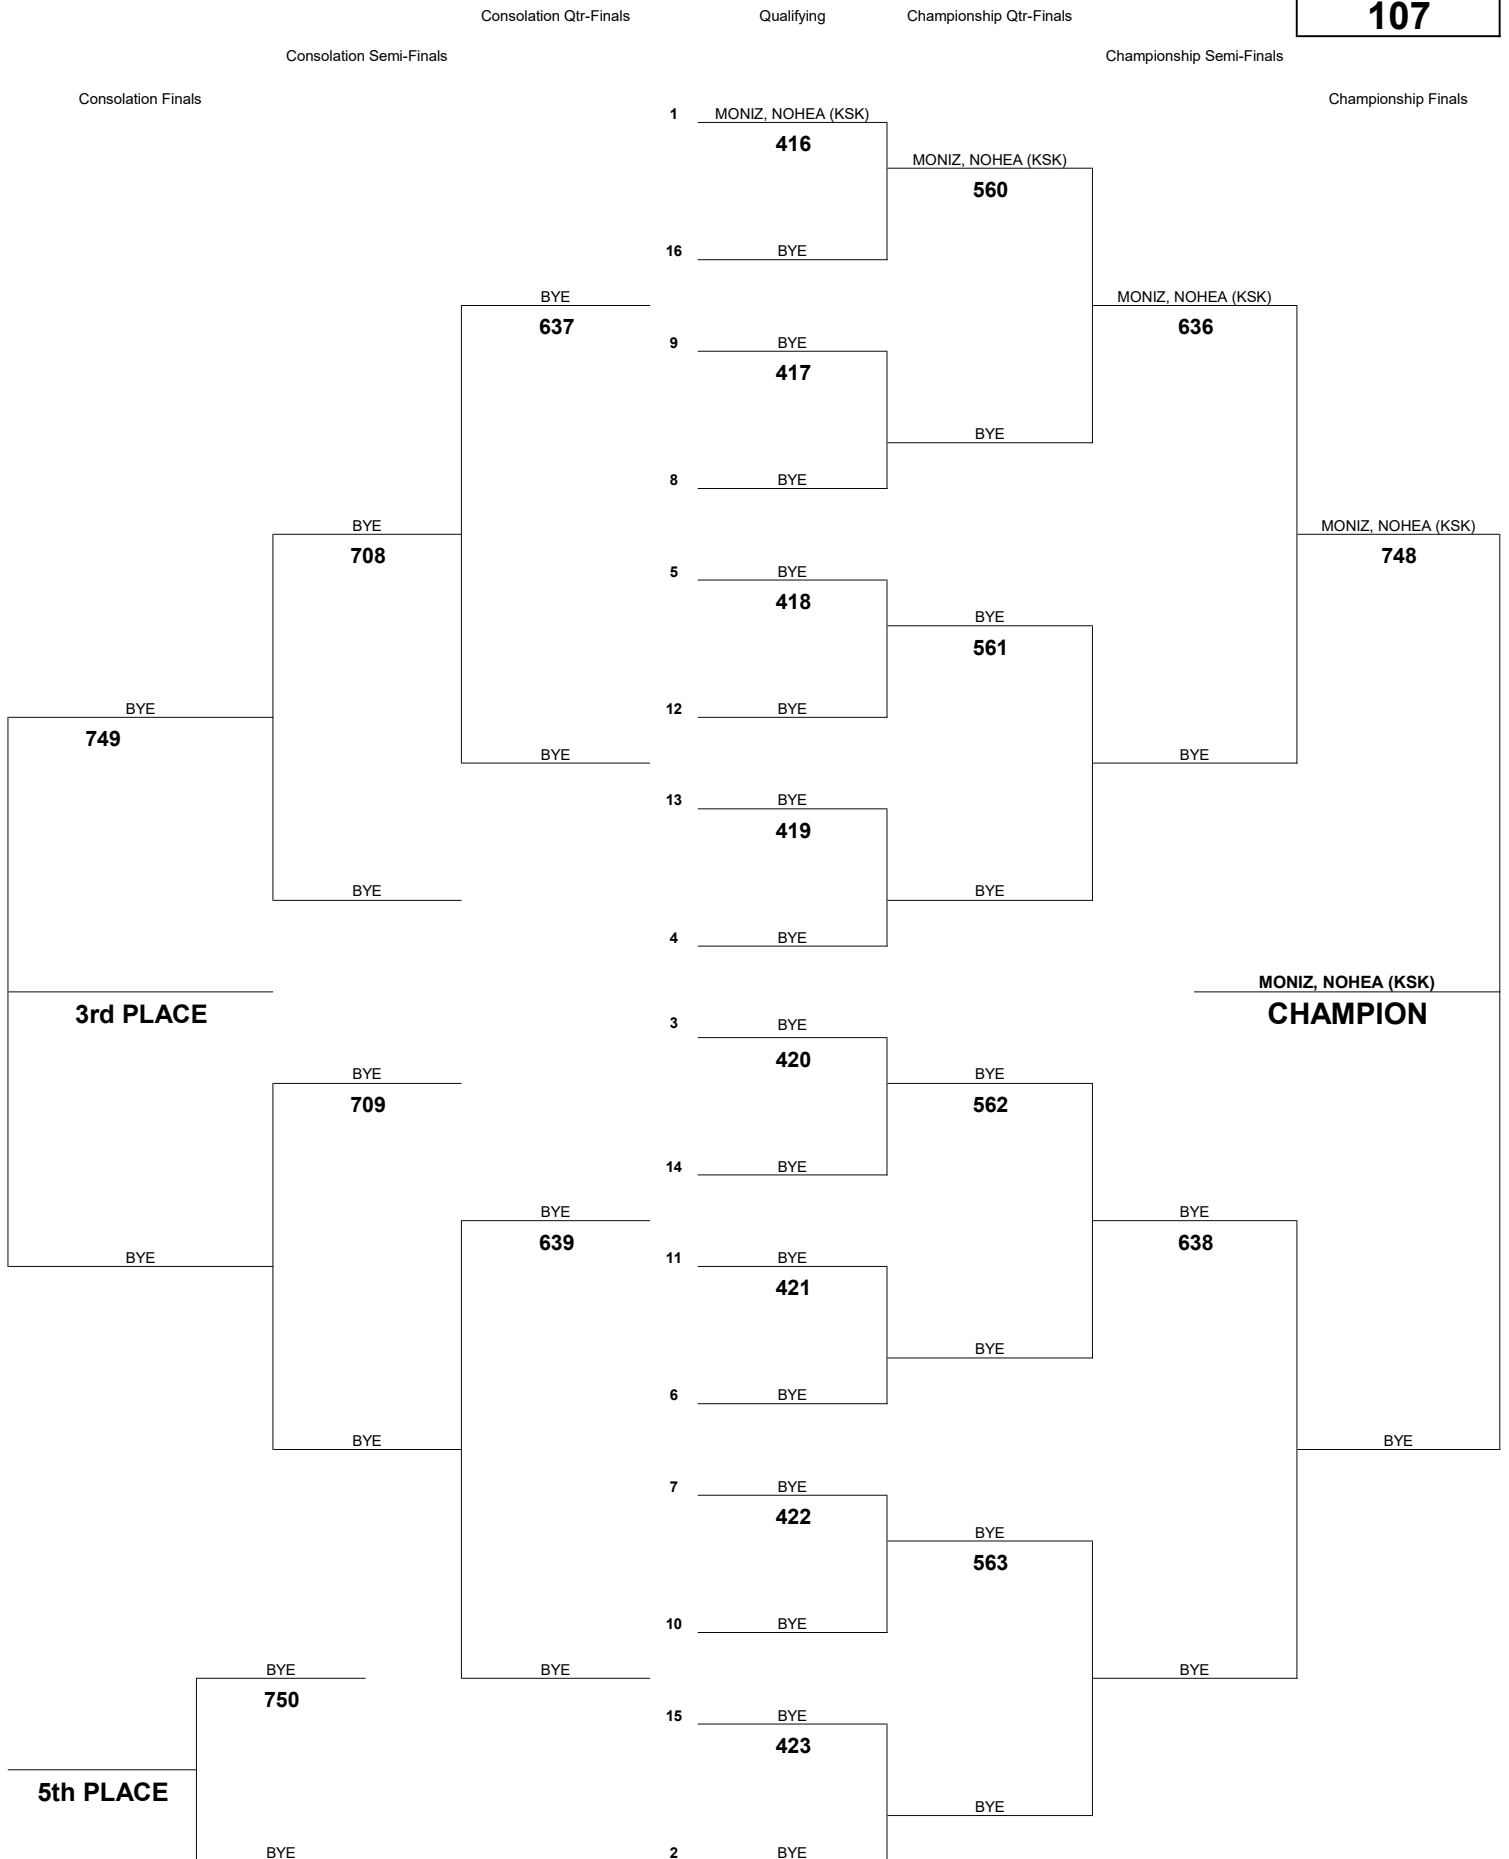 107
Consolation Qtr-Finals
Qualifying
Championship Qtr-Finals
Consolation Semi-Finals
Championship Semi-Finals
Consolation Finals
Championship Finals
1 MONIZ, NOHEA (KSK)
416
MONIZ, NOHEA (KSK)
560
16 BYE
BYE
MONIZ, NOHEA (KSK)
637
636
9 BYE
417
BYE
8 BYE
BYE
MONIZ, NOHEA (KSK)
708
748
5 BYE
418
BYE
561
BYE
12 BYE
749
BYE
BYE
13 BYE
419
BYE
BYE
4 BYE
MONIZ, NOHEA (KSK)
3rd PLACE
CHAMPION
3 BYE
420
BYE
BYE
709
562
14 BYE
BYE
BYE
639
638
BYE
11 BYE
421
BYE
6 BYE
BYE
BYE
7 BYE
422
BYE
563
10 BYE
BYE
BYE
BYE
750
15 BYE
423
5th PLACE
BYE
BYE
2 BYE